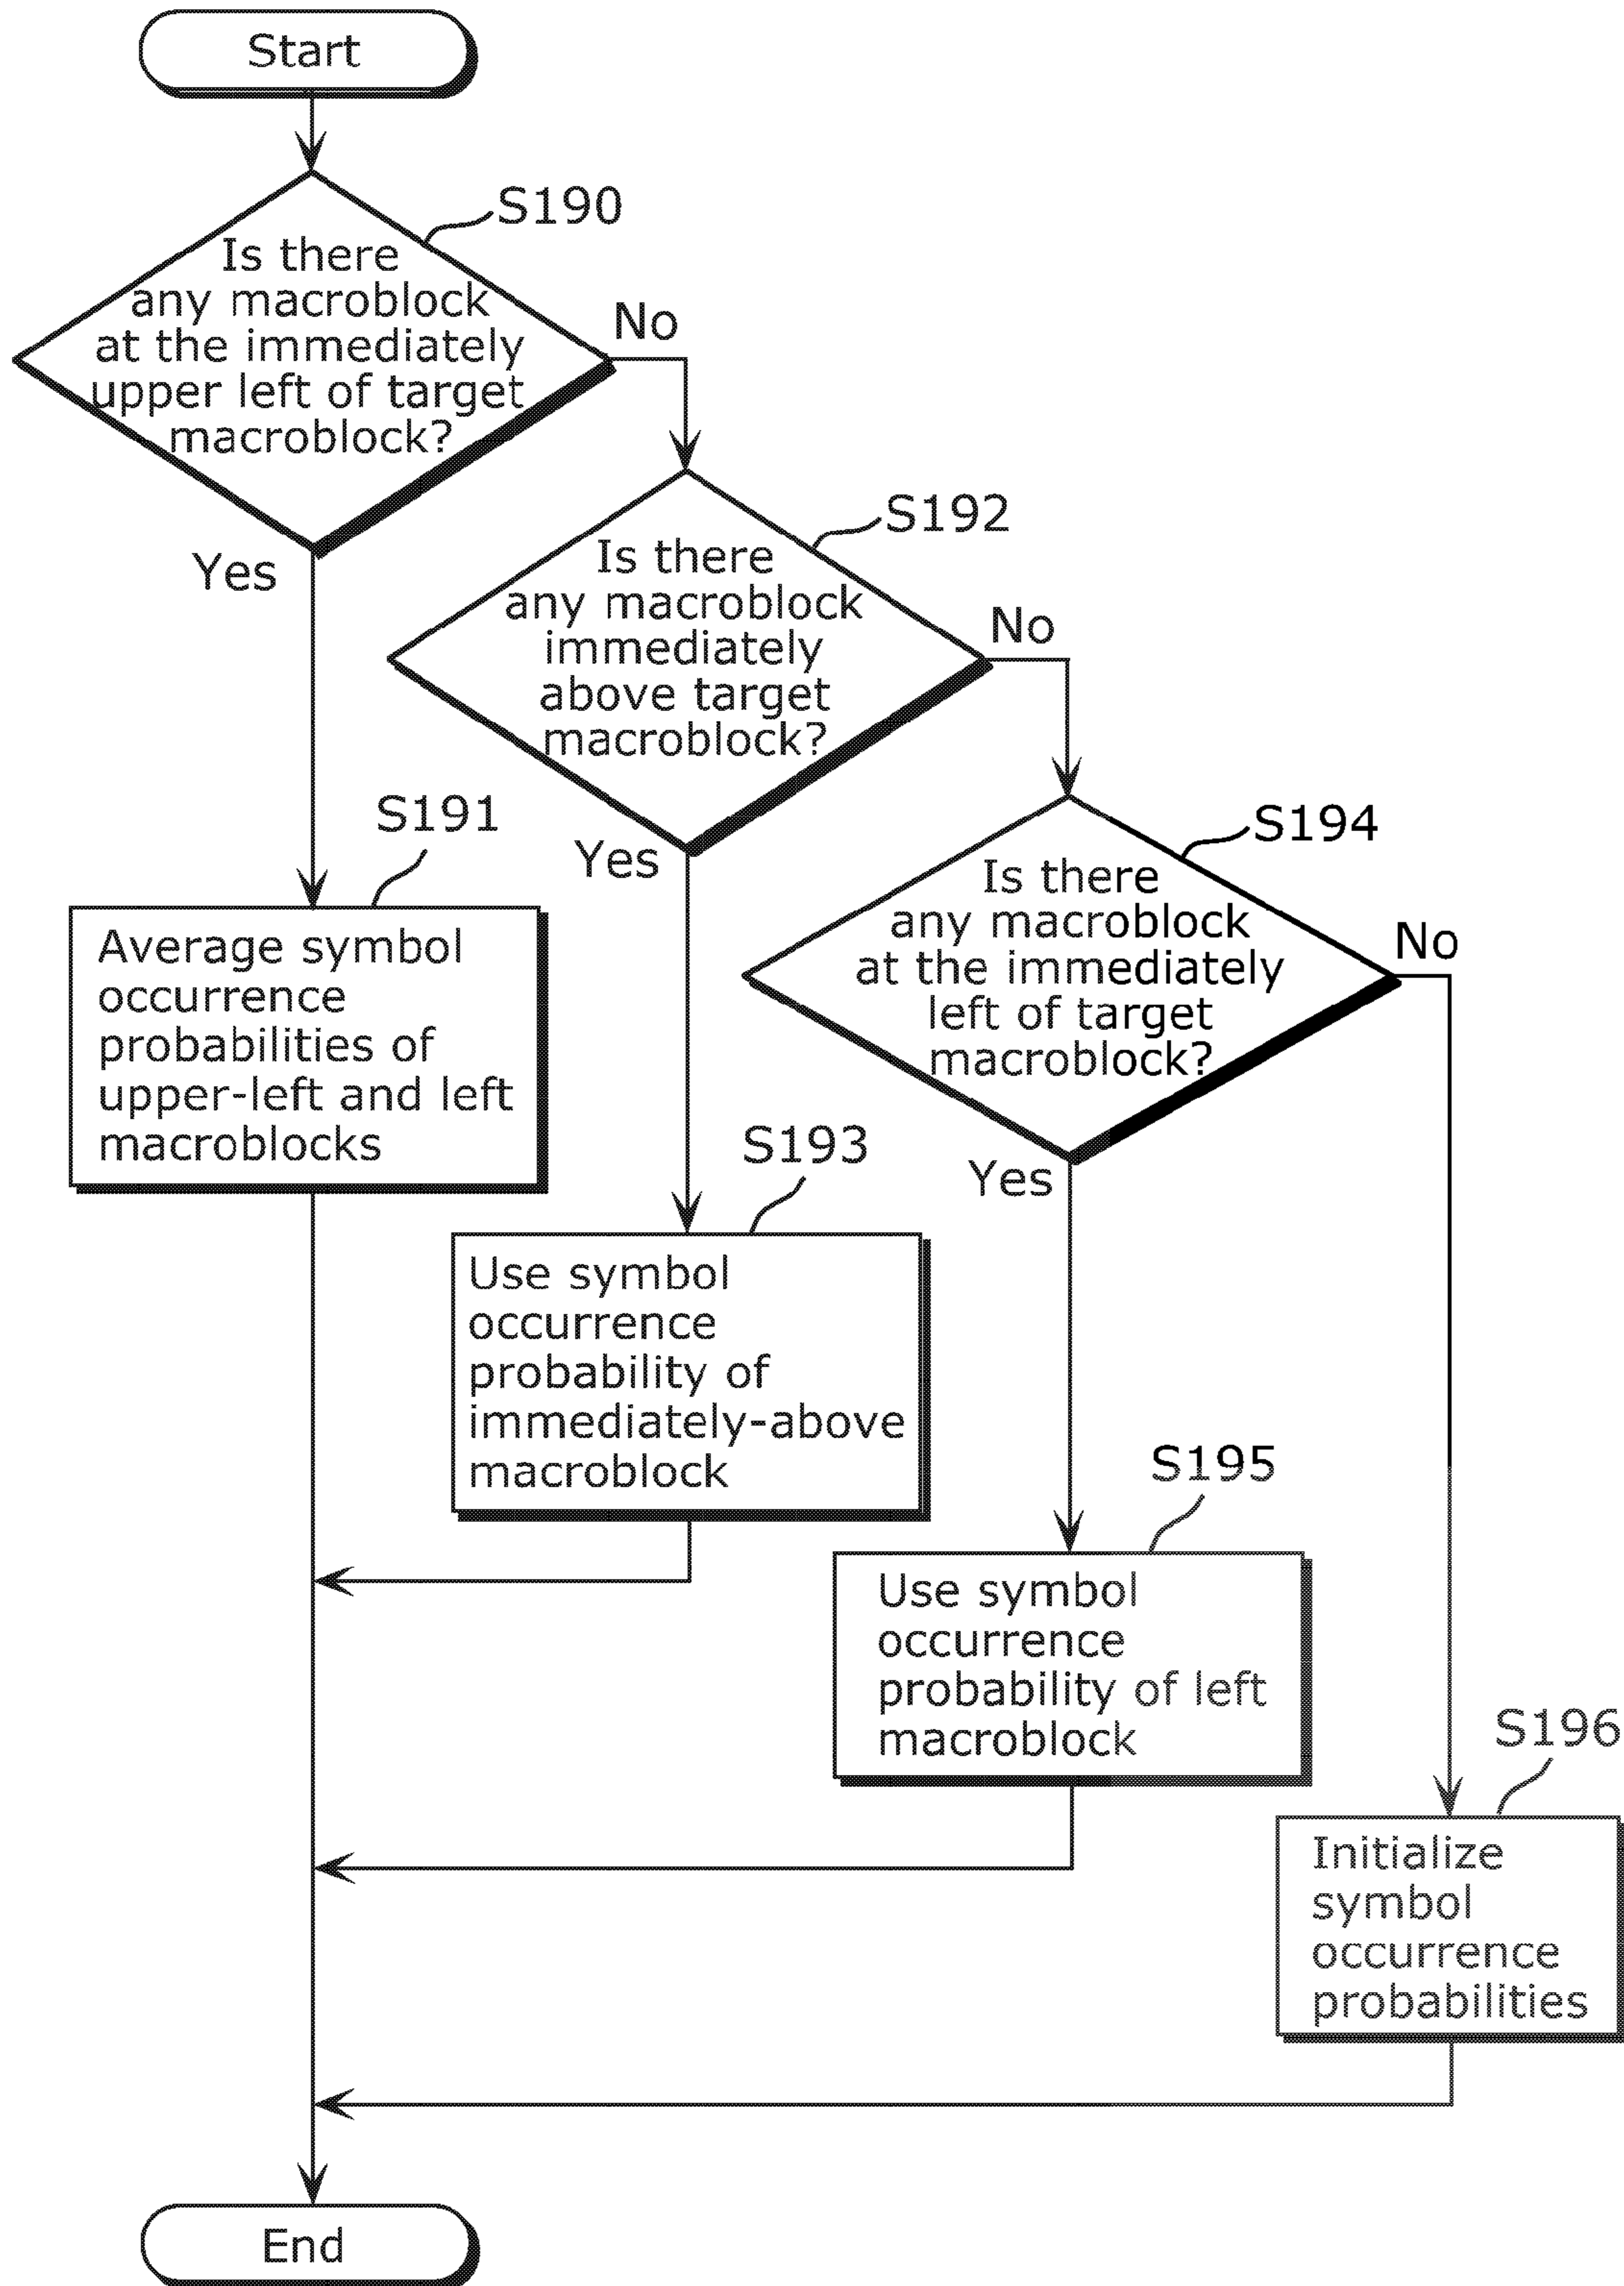 Start
S190
Is there
any macroblock
at the immediately
upper left of target
macroblock?
No
Yes
S192
Is there
any macroblock
immediately
above target
macroblock?
No
Yes
S191
Average symbol
occurrence
probabilities of
upper-left and left
macroblocks
S194
Is there
any macroblock
at the immediately
left of target
macroblock?
No
Yes
S193
Use symbol
occurrence
probability of
immediately-above
macroblock
S195
Use symbol
occurrence
probability of left
macroblock
S196
Initialize
symbol
occurrence
probabilities
End